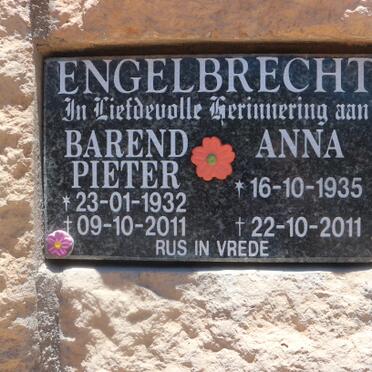 ENGELBRECHT
In Liefdevolle Herinnering aan
BAREND
PIETER
*23-01-1932
†09-10-2011
ANNA
*16-10-1935
†22-10-2011
RUS IN VREDE